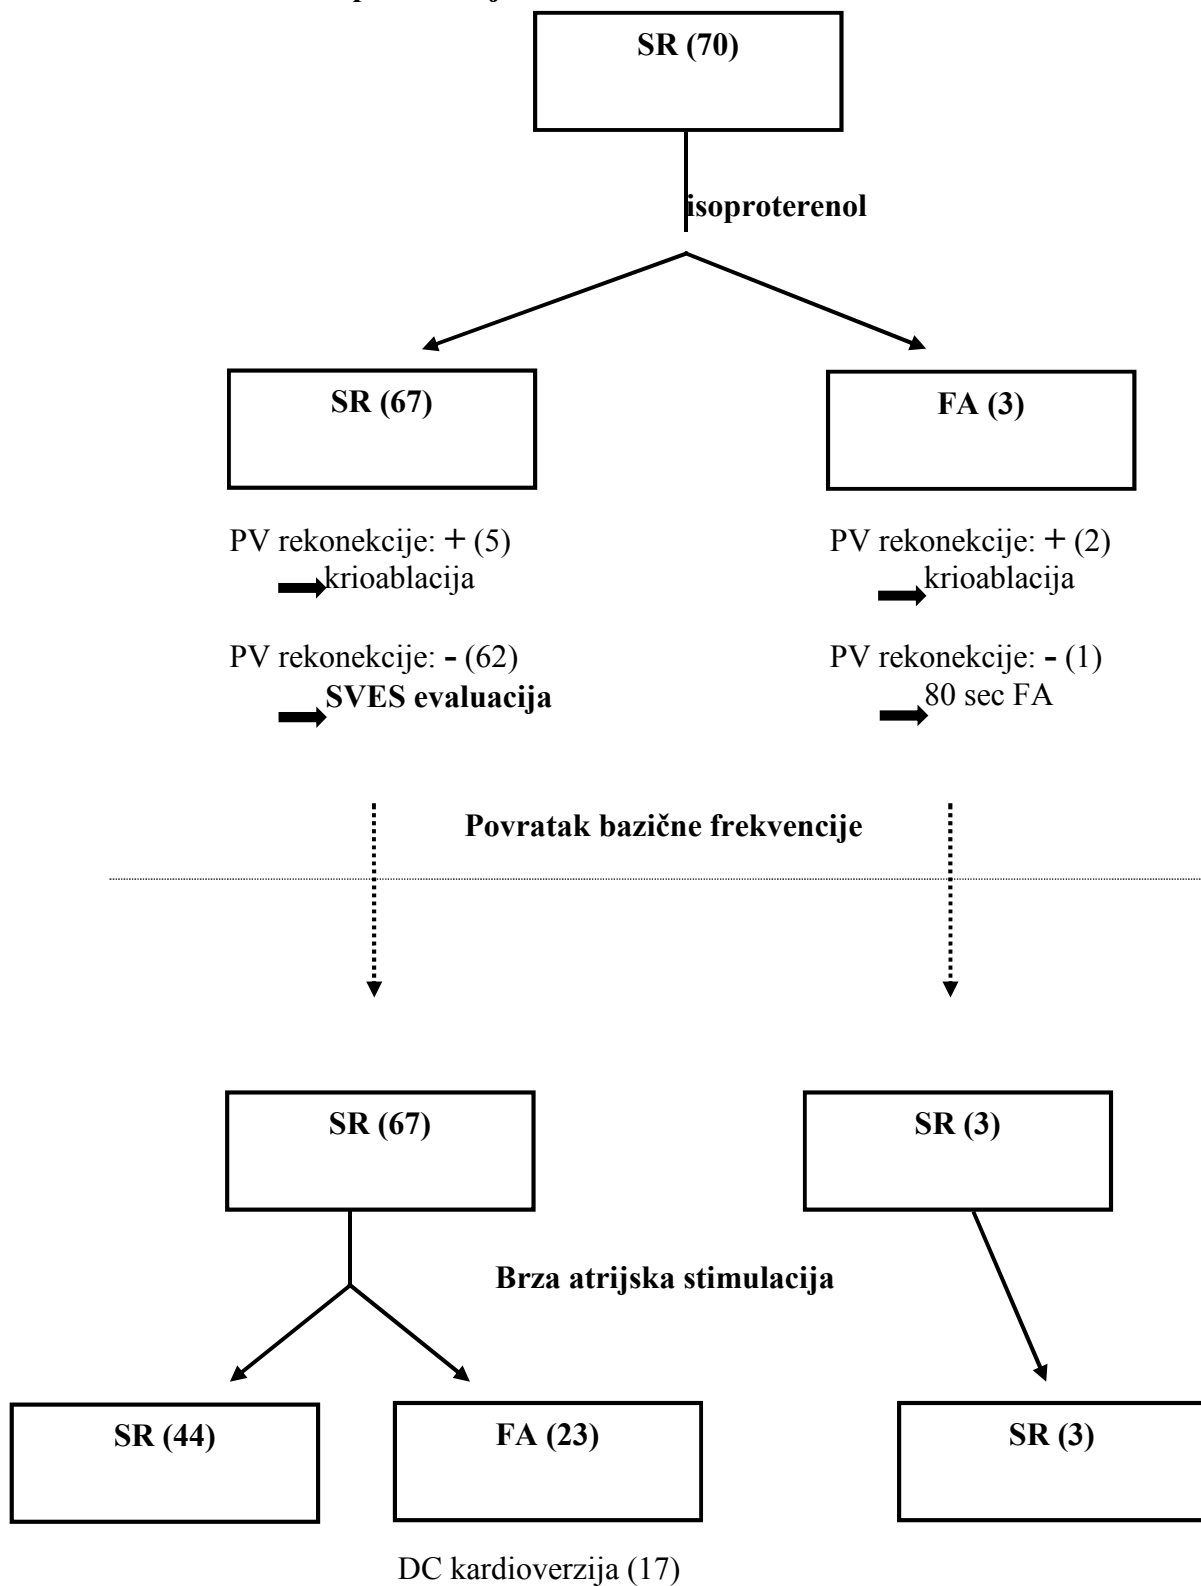 SR (70)
isoproterenol
SR (67)
FA (3)
PV rekonekcije: + (5)
krioablacija
PV rekonekcije: + (2)
krioablacija
PV rekonekcije: - (62)
SVES evaluacija
PV rekonekcije: - (1)
80 sec FA
Povratak bazične frekvencije
SR (67)
SR (3)
Brza atrijska stimulacija
SR (44)
FA (23)
SR (3)
DC kardioverzija (17)